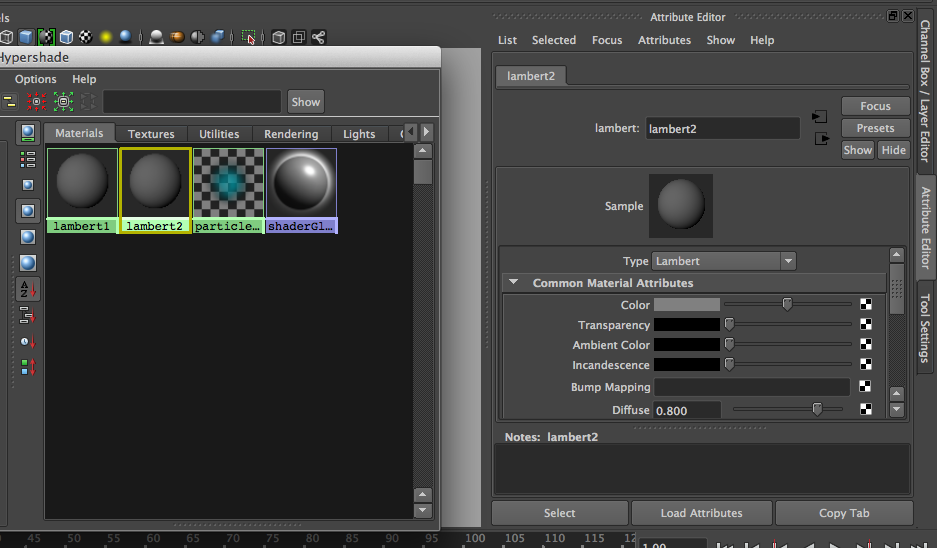 els
Attribute Editor
List Selected Focus Attributes Show Help
Hypershade
Options Help
Show
lambert2
lambert: lambert2
Focus
Presets
Show Hide
Materials Textures Utilities Rendering Lights
lambert1 lambert2 particle... shaderGl...
Sample
Type Lambert
Common Material Attributes
Color
Transparency
Ambient Color
Incandescence
Bump Mapping
Diffuse 0.800
Notes: lambert2
Select Load Attributes Copy Tab
45 50 55 60 65 70 75 80 85 90 95 100 105 110 115 12
1.00
Channel Box / Layer Editor
Attribute Editor
Tool Settings
A
Z